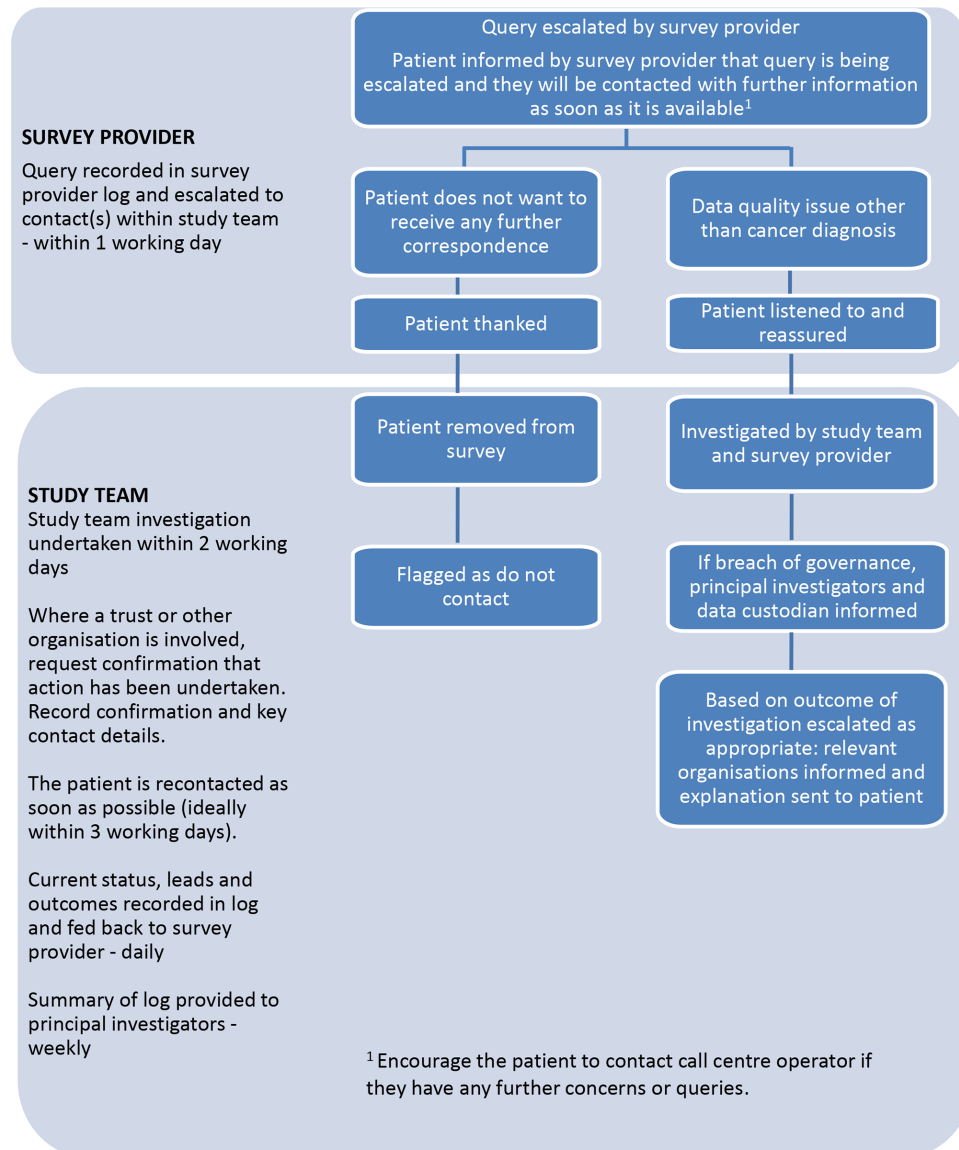 Query escalated by survey provider
Patient informed by survey provider that query is being
escalated and they will be contacted with further information
as soon as it is available¹
SURVEY PROVIDER
Query recorded in survey
provider log and escalated to
contact(s) within study team
- within 1 working day
Patient does not want to
receive any further
correspondence
Data quality issue other
than cancer diagnosis
Patient thanked
Patient listened to and
reassured
STUDY TEAM
Study team investigation
undertaken within 2 working
days
Where a trust or other
organisation is involved,
request confirmation that
action has been undertaken.
Record confirmation and key
contact details.
The patient is recontacted as
soon as possible (ideally
within 3 working days).
Current status, leads and
outcomes recorded in log
and fed back to survey
provider - daily
Summary of log provided to
principal investigators -
weekly
Patient removed from
survey
Investigated by study team
and survey provider
Flagged as do not
contact
If breach of governance,
principal investigators and
data custodian informed
Based on outcome of
investigation escalated as
appropriate: relevant
organisations informed and
explanation sent to patient
¹ Encourage the patient to contact call centre operator if
they have any further concerns or queries.